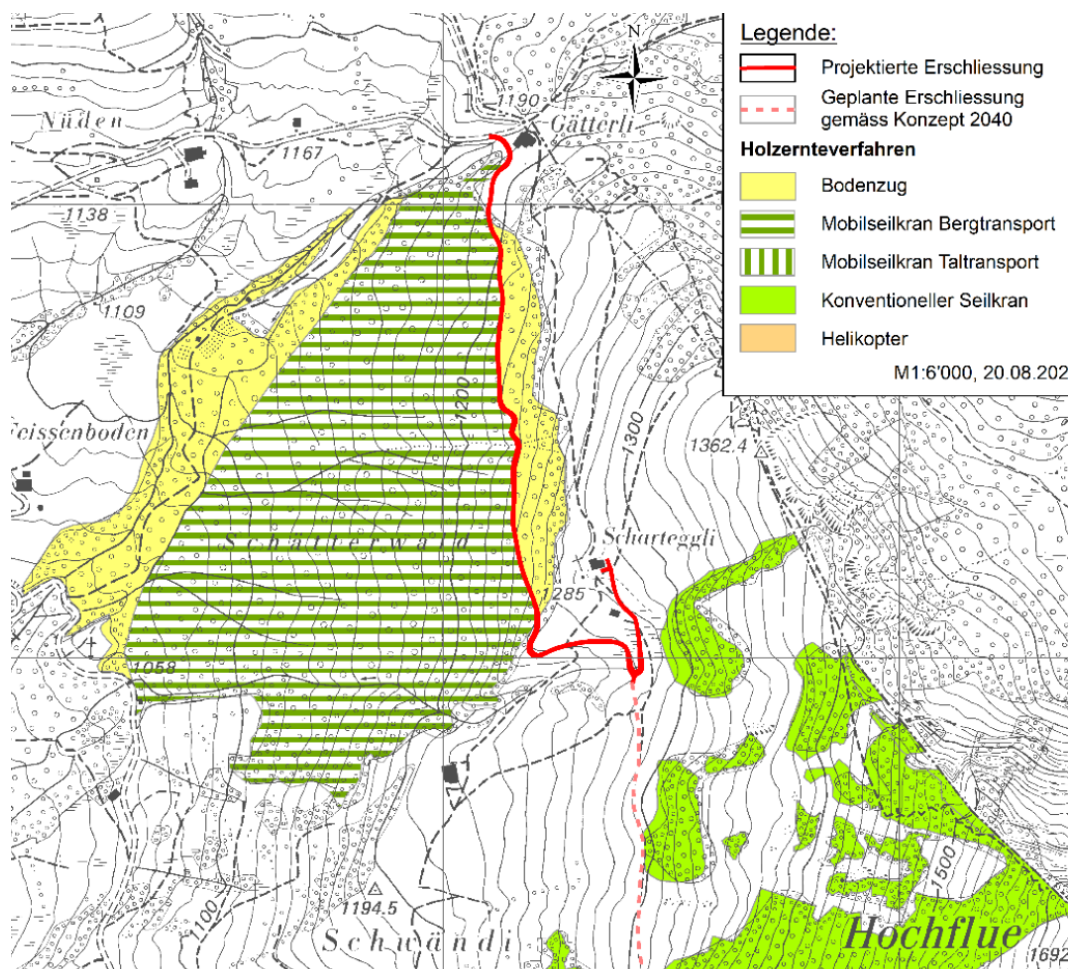 Legende:
Projektierte Erschliessung
Geplante Erschliessung
gemäss Konzept 2040
Holzernteverfahren
Bodenzug
Mobilseilkran Bergtransport
Mobilseilkran Taltransport
Konventioneller Seilkran
Helikopter
M1:6'000, 20.08.202
N
1190
Nüden
Gätterli
1167
1138
1109
1200
1300
1362.4
Weissenboden
Schätterwald
Scharteggli
1285
1058
1194.5
1100
Schwändi
1500
Hochflue
1692